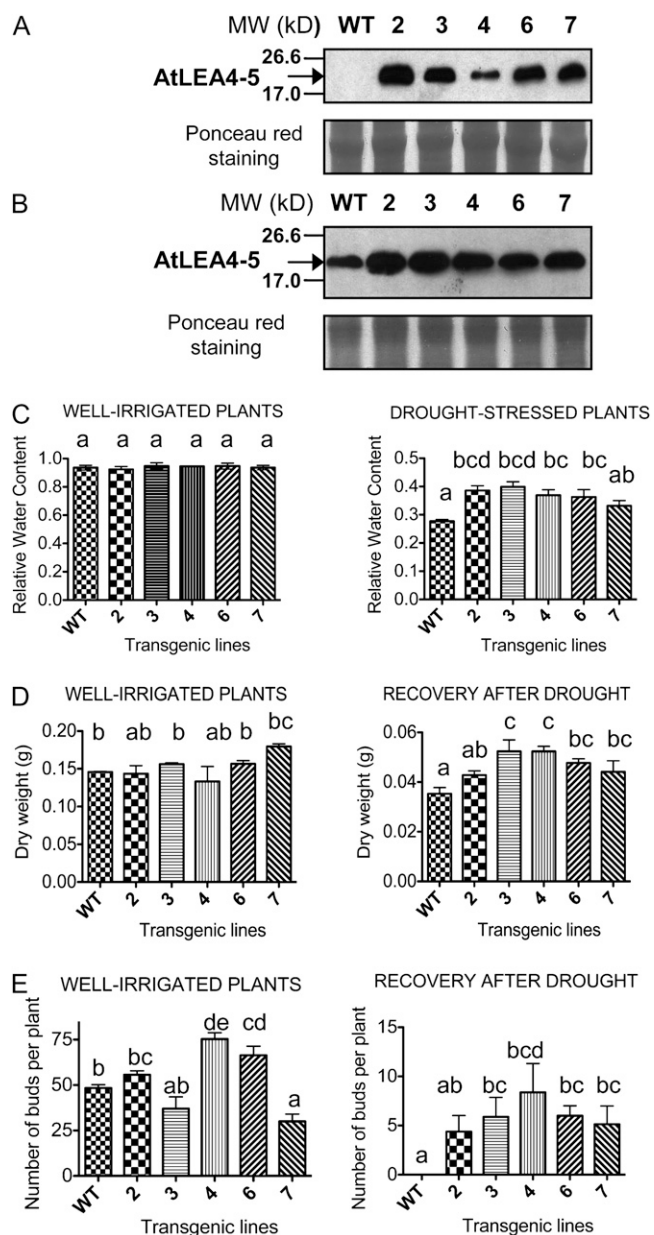 A
MW (kD) WT 2 3 4 6 7
26.6
AtLEA4-5
17.0
Ponceau red
staining
B
MW (kD) WT 2 3 4 6 7
26.6
AtLEA4-5
17.0
Ponceau red
staining
C
WELL-IRRIGATED PLANTS
a a a a a a
Relative Water Content
1.0
0.8
0.6
0.4
0.2
0.0
WT 2 3 4 6 7
Transgenic lines
DROUGHT-STRESSED PLANTS
a bcd bcd bc bc ab
Relative Water Content
0.5
0.4
0.3
0.2
0.1
0.0
WT 2 3 4 6 7
Transgenic lines
D
WELL-IRRIGATED PLANTS
b ab b ab b bc
Dry weight (g)
0.20
0.15
0.10
0.05
0.00
WT 2 3 4 6 7
Transgenic lines
RECOVERY AFTER DROUGHT
a ab c c bc bc
Dry weight (g)
0.06
0.04
0.02
0.00
WT 2 3 4 6 7
Transgenic lines
E
WELL-IRRIGATED PLANTS
b bc ab de cd a
Number of buds per plant
75
50
25
0
WT 2 3 4 6 7
Transgenic lines
RECOVERY AFTER DROUGHT
a ab bc bcd bc bc
Number of buds per plant
15
10
5
0
WT 2 3 4 6 7
Transgenic lines